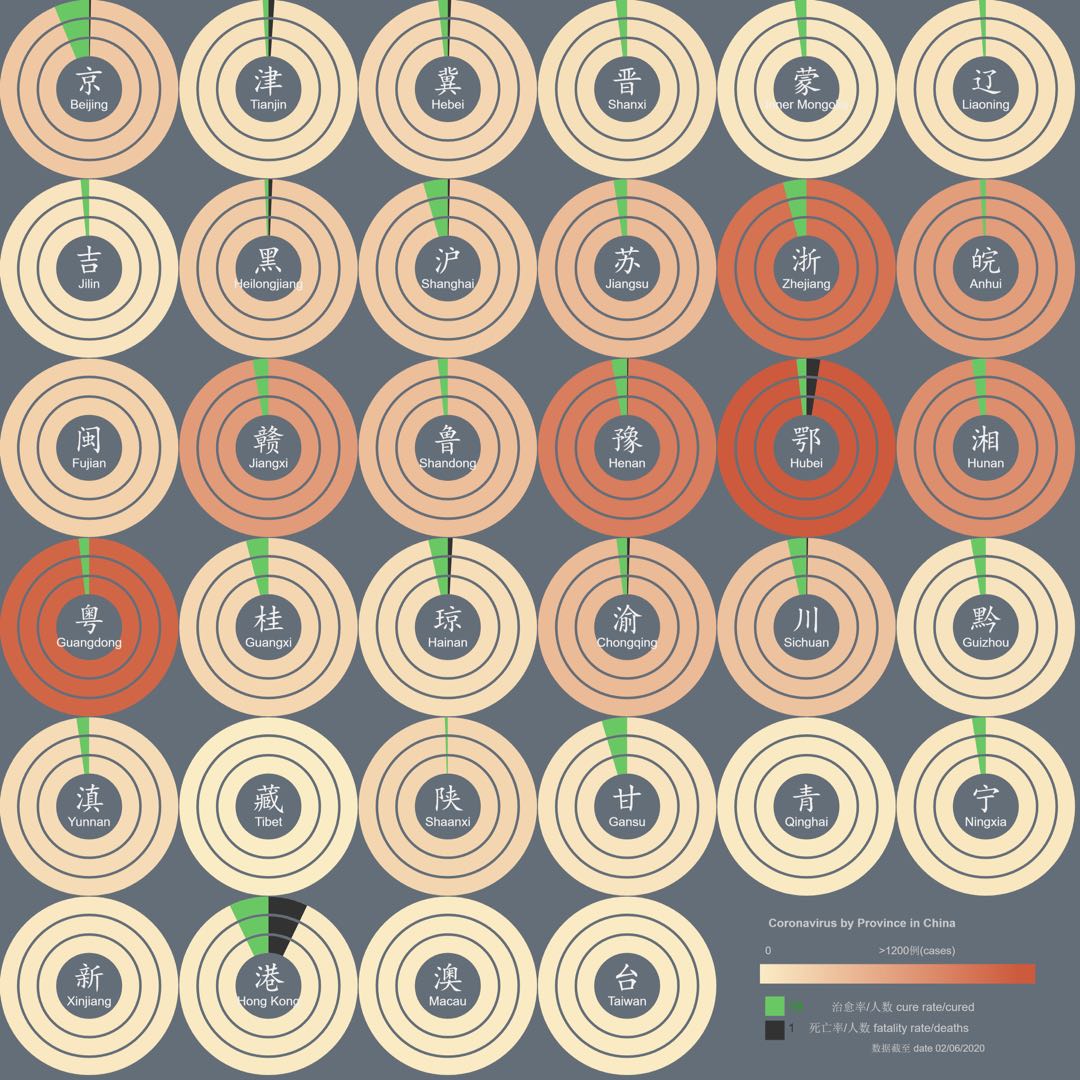 京
Beijing
津
Tianjin
冀
Hebei
晋
Shanxi
蒙
Inner Mongolia
辽
Liaoning
吉
Jilin
黑
Heilongjiang
沪
Shanghai
苏
Jiangsu
浙
Zhejiang
皖
Anhui
闽
Fujian
赣
Jiangxi
鲁
Shandong
豫
Henan
鄂
Hubei
湘
Hunan
粤
Guangdong
桂
Guangxi
琼
Hainan
渝
Chongqing
川
Sichuan
黔
Guizhou
滇
Yunnan
藏
Tibet
陕
Shaanxi
甘
Gansu
青
Qinghai
宁
Ningxia
新
Xinjiang
港
Hong Kong
澳
Macau
台
Taiwan
Coronavirus by Province in China
0 >1200例(cases)
治愈率/人数 cure rate/cured
1 死亡率/人数 fatality rate/deaths
数据截至 date 02/06/2020